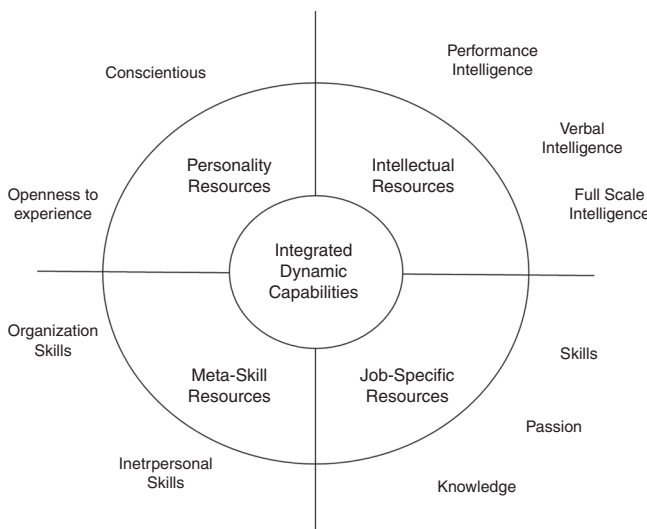 Performance
Intelligence
Conscientious
Verbal
Intelligence
Personality
Resources
Intellectual
Resources
Openness to
experience
Full Scale
Intelligence
Integrated
Dynamic
Capabilities
Organization
Skills
Skills
Meta-Skill
Resources
Job-Specific
Resources
Passion
Inetrpersonal
Skills
Knowledge